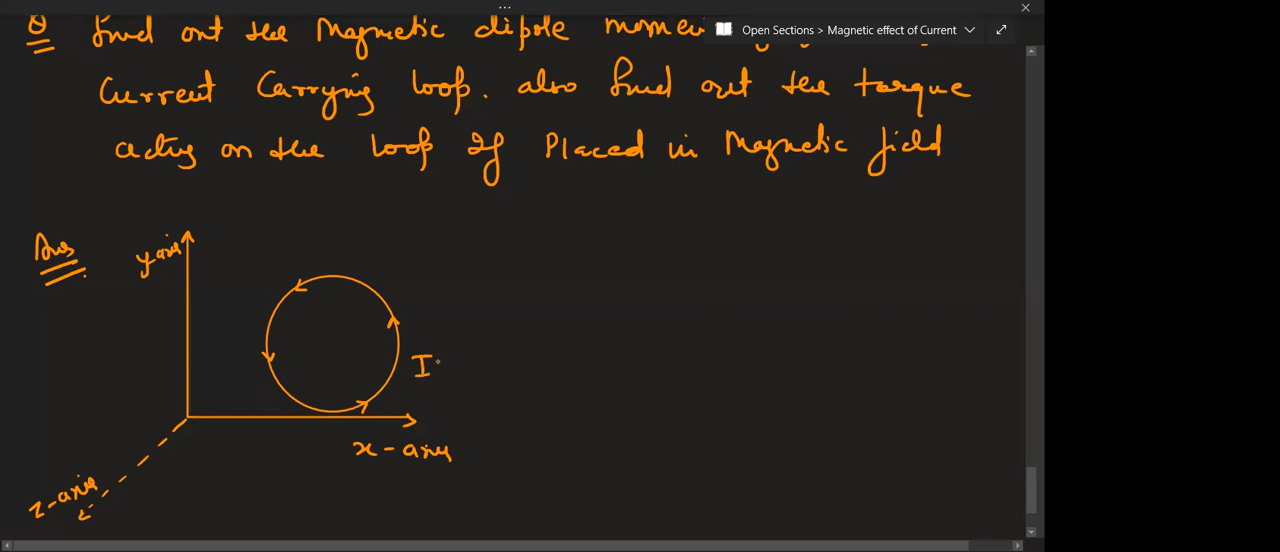 Q find out the Magnetic dipole
Open Sections > Magnetic effect of Current
Current Carrying loop. also find out the torque
acting on the loop If Placed in Magnetic field
Ans
y axis
I
x - axis
z-axis